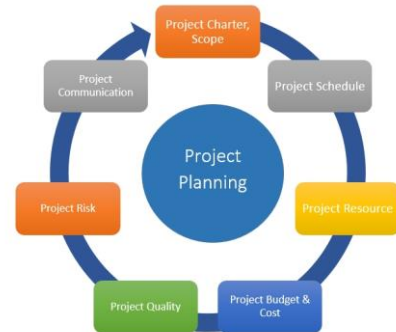 Project Charter,
Scope
Project Schedule
Project Resource
Project Budget &
Cost
Project Quality
Project Risk
Project
Communication
Project
Planning